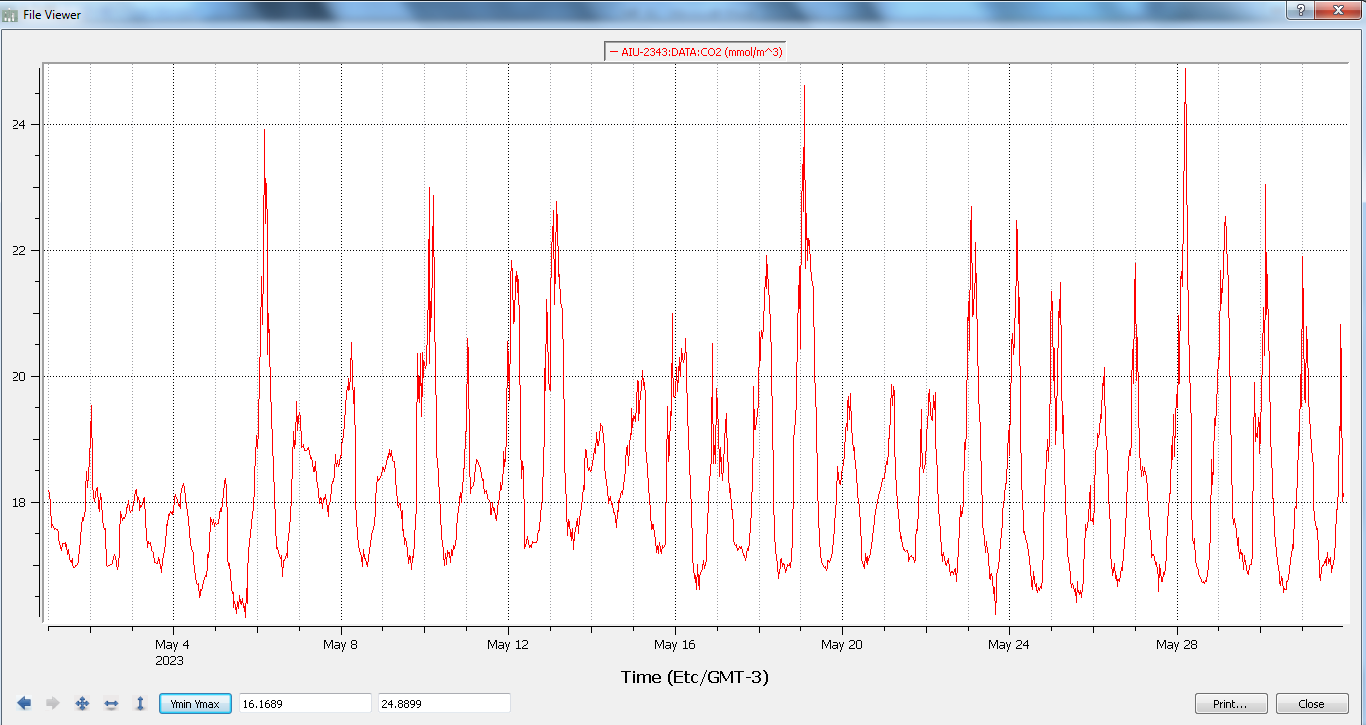 File Viewer
?
AIU-2343:DATA:CO2 (mmol/m^3)
24
22
20
18
May 4 May 8 May 12 May 16 May 20 May 24 May 28
2023
Time (Etc/GMT-3)
Ymin Ymax 16.1689 24.8899 Print... Close